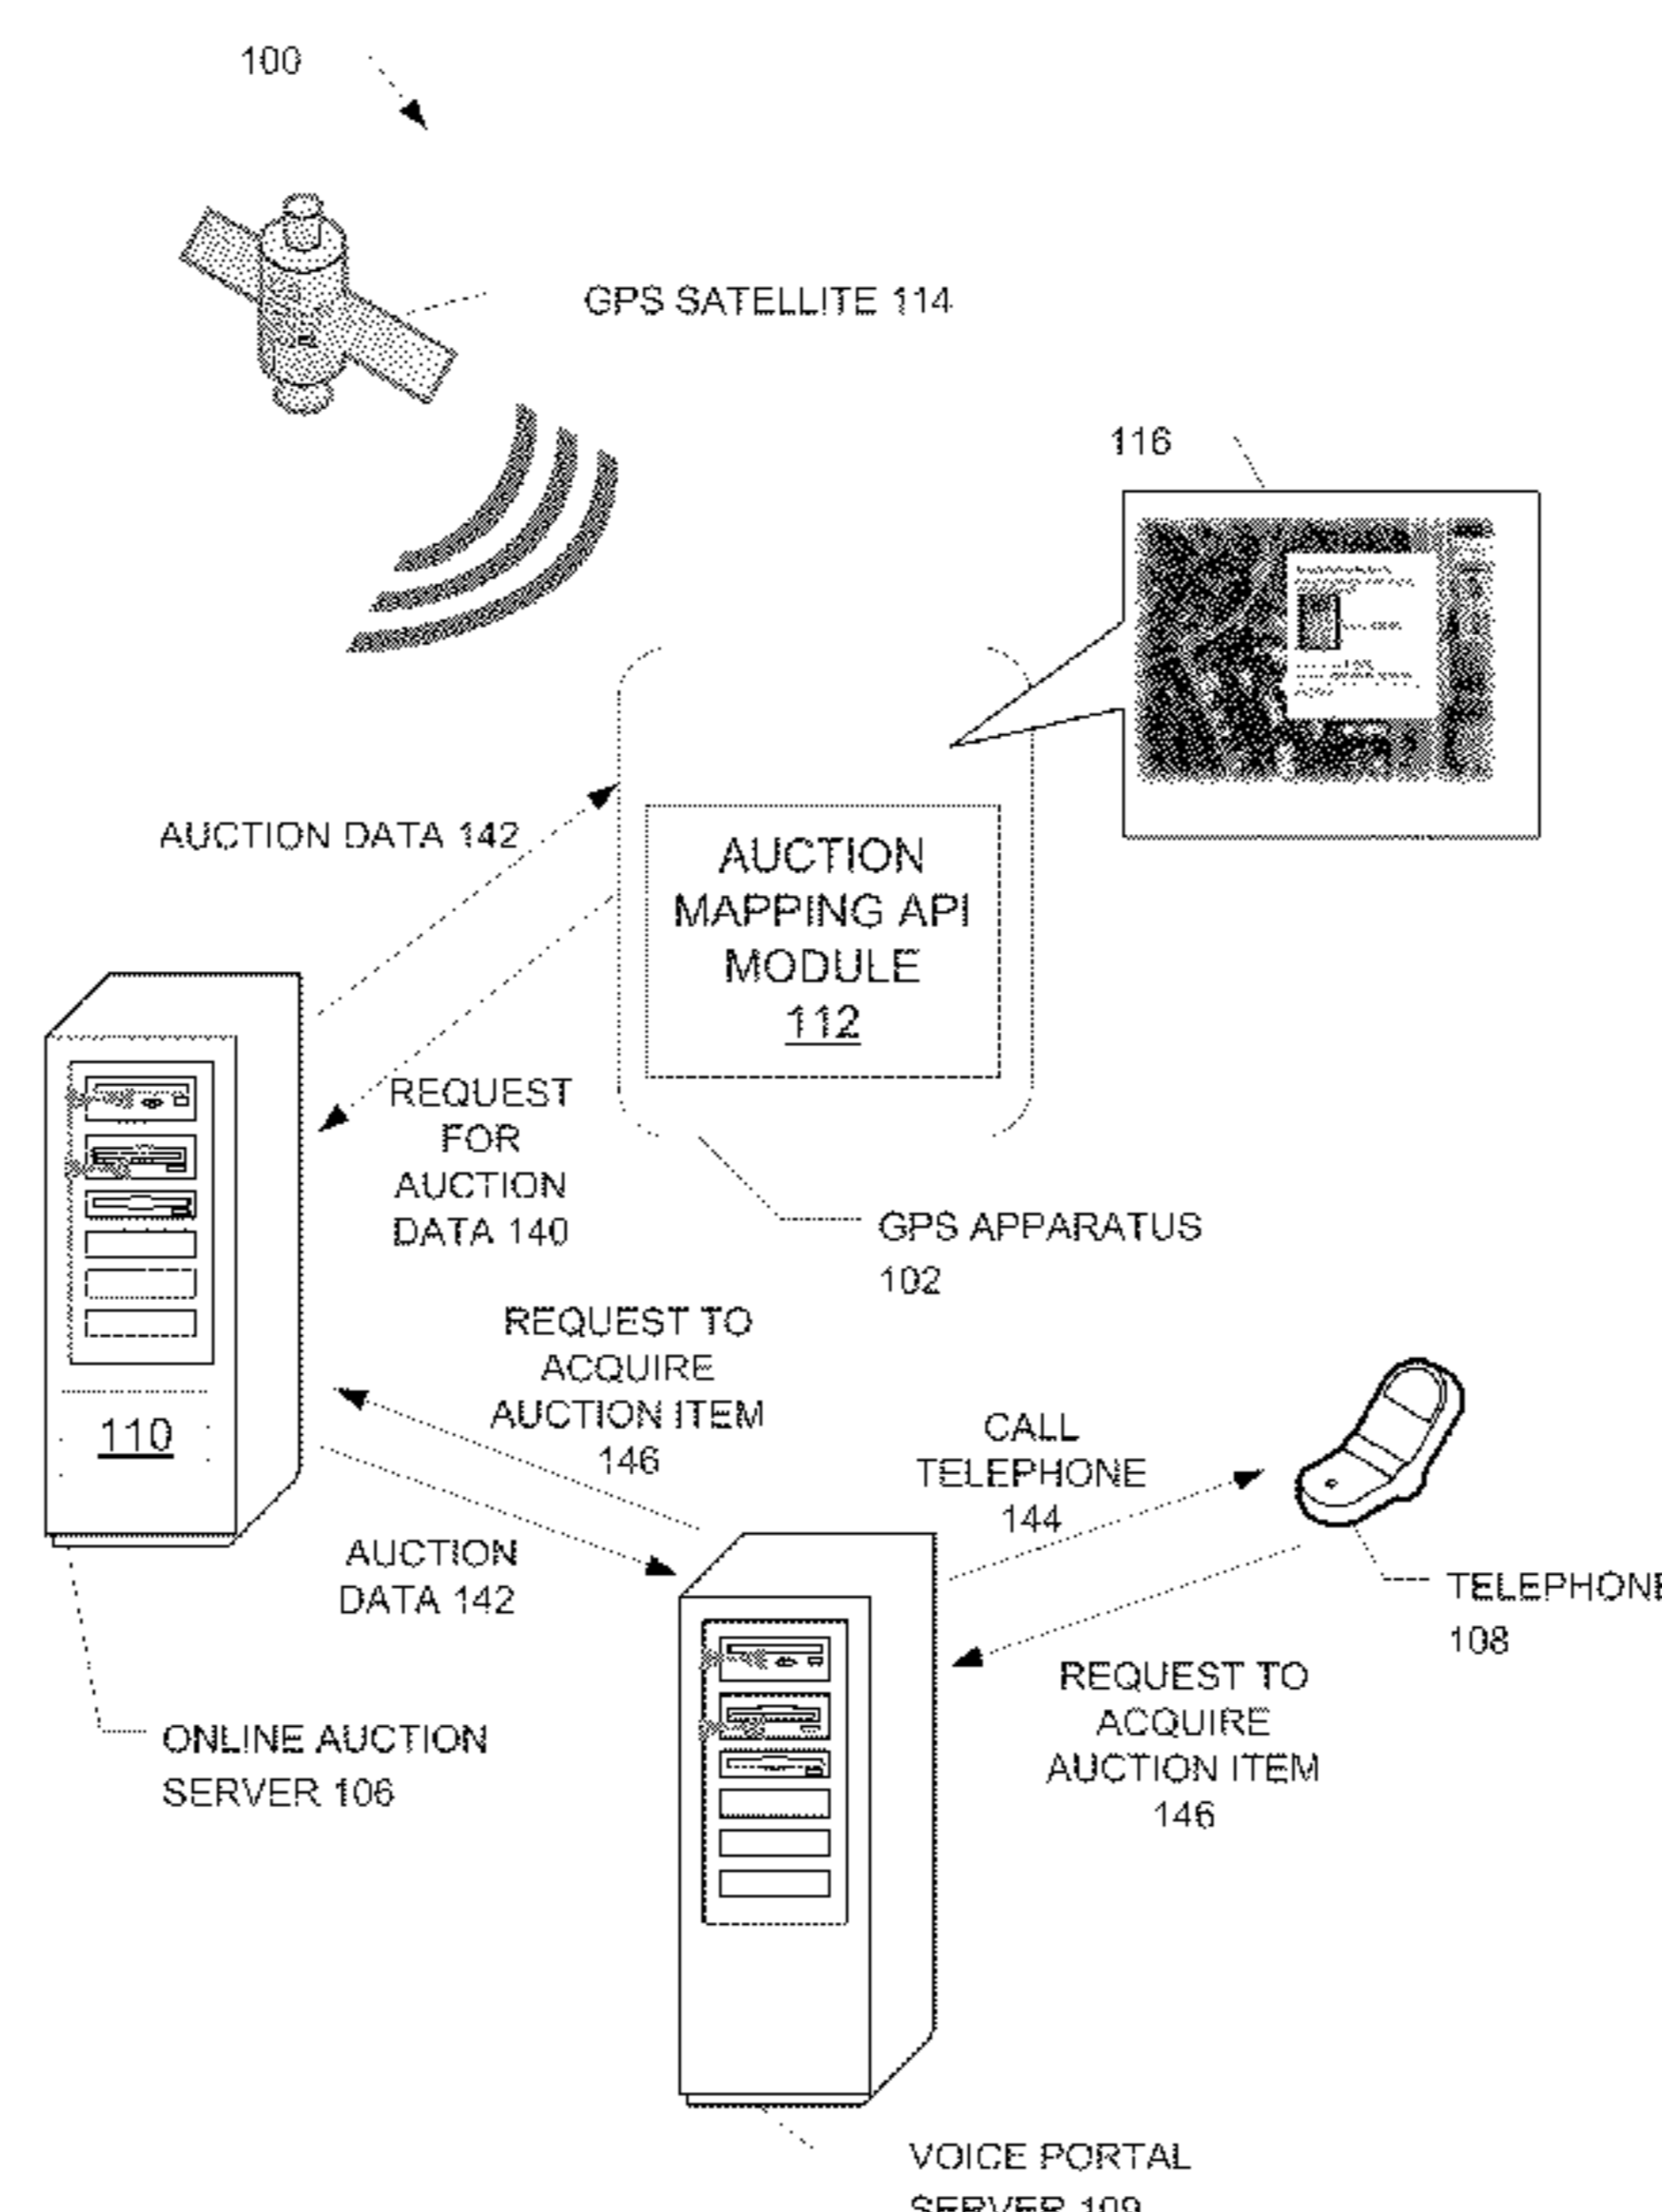 100
GPS SATELLITE 114
116
AUCTION DATA 142
AUCTION
MAPPING API
MODULE
112
REQUEST
FOR
AUCTION
DATA 140
GPS APPARATUS
102
REQUEST TO
ACQUIRE
AUCTION ITEM
146
110
CALL
TELEPHONE
144
AUCTION
DATA 142
TELEPHONE
108
REQUEST TO
ACQUIRE
AUCTION ITEM
146
ONLINE AUCTION
SERVER 106
VOICE PORTAL
SERVER 109